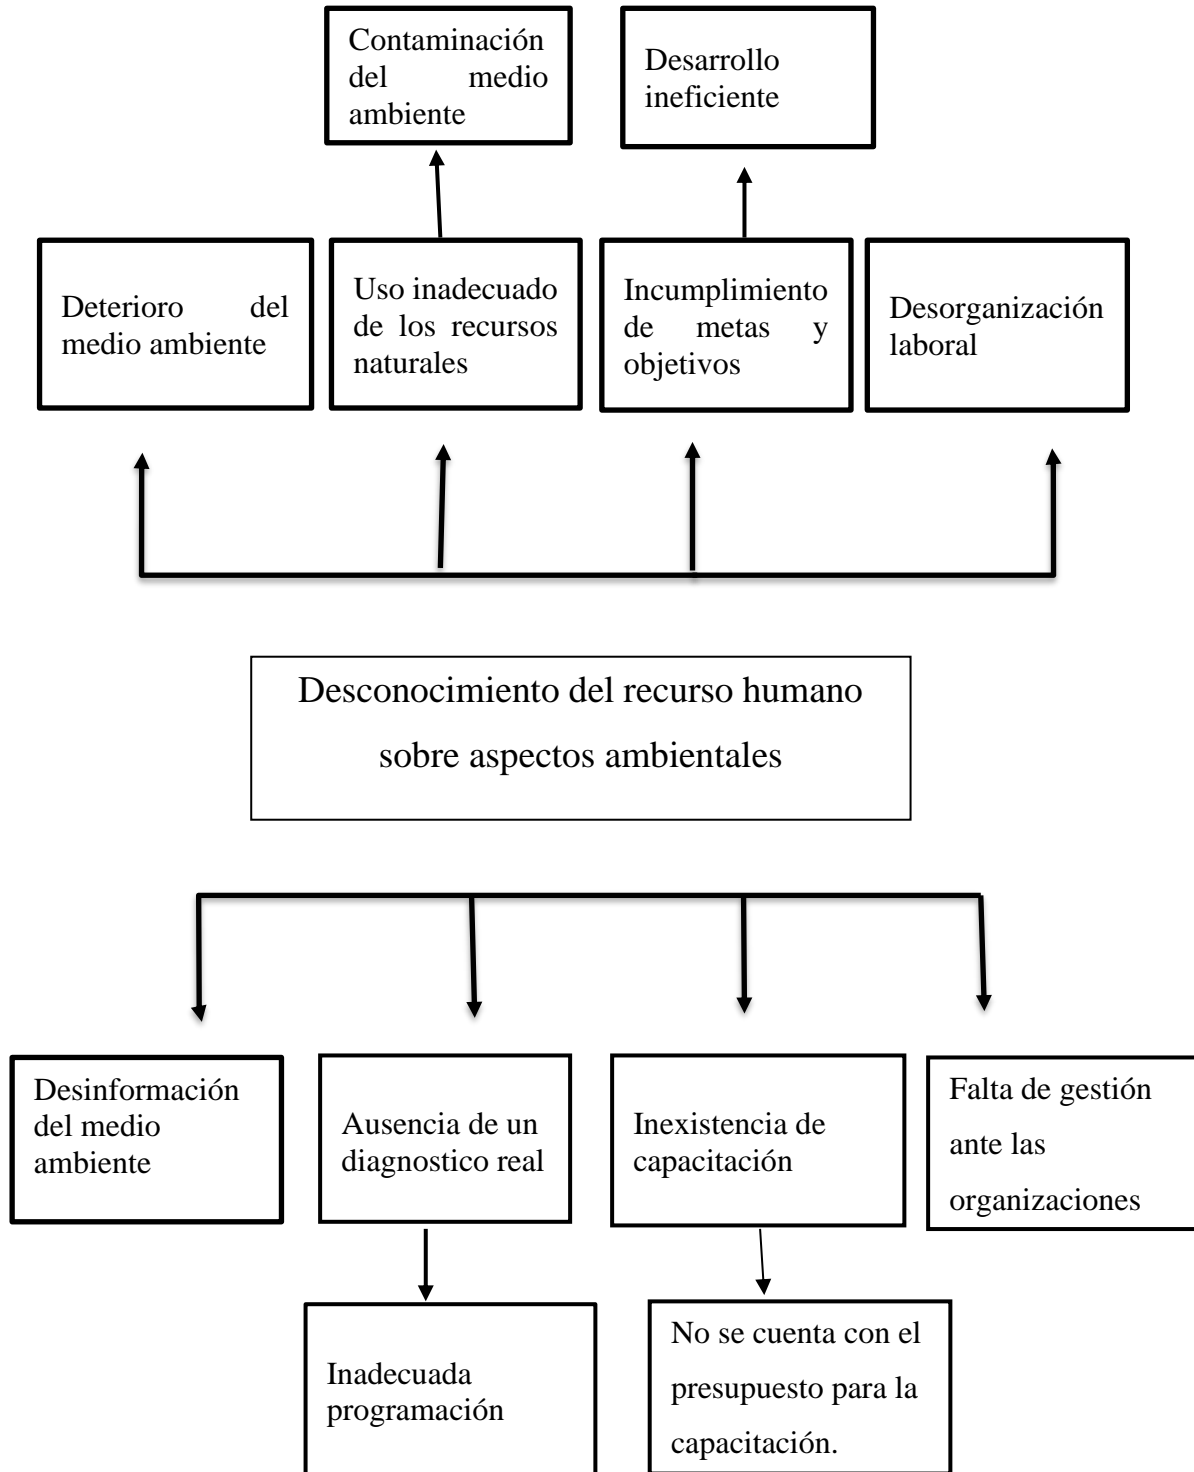 Contaminación
del medio
ambiente
Desarrollo
ineficiente
Deterioro del
medio ambiente
Uso inadecuado
de los recursos
naturales
Incumplimiento
de metas y
objetivos
Desorganización
laboral
Desconocimiento del recurso humano
sobre aspectos ambientales
Desinformación
del medio
ambiente
Ausencia de un
diagnostico real
Inexistencia de
capacitación
Falta de gestión
ante las
organizaciones
Inadecuada
programación
No se cuenta con el
presupuesto para la
capacitación.